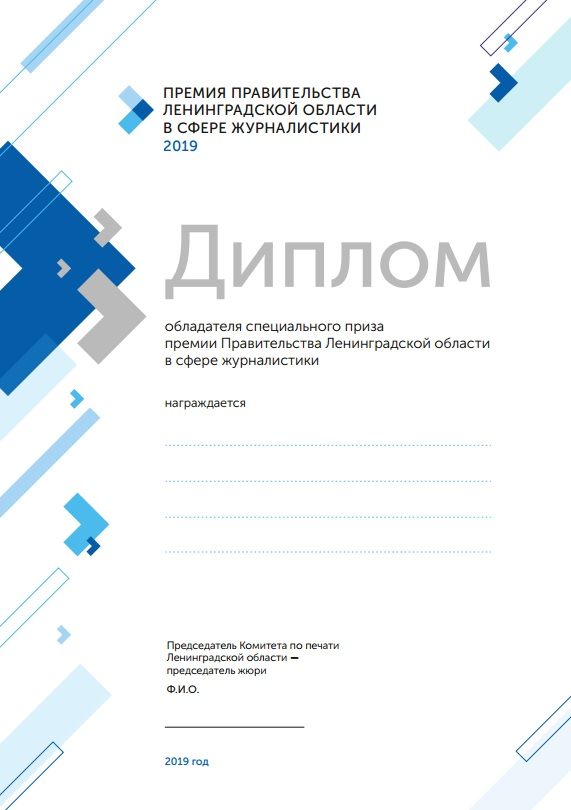 ПРЕМИЯ ПРАВИТЕЛЬСТВА
ЛЕНИНГРАДСКОЙ ОБЛАСТИ
В СФЕРЕ ЖУРНАЛИСТИКИ
2019
Диплом
обладателя специального приза
премии Правительства Ленинградской области
в сфере журналистики
награждается
Председатель Комитета по печати
Ленинградской области —
председатель жюри
Ф.И.О.
2019 год